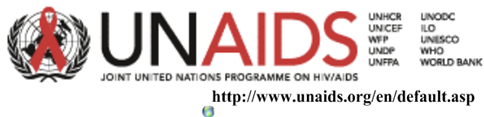 UNAIDS
JOINT UNITED NATIONS PROGRAMME ON HIV/AIDS
UNHCR
UNICEF
WFP
UNDP
UNFPA
UNODC
ILO
UNESCO
WHO
WORLD BANK
http://www.unaids.org/en/default.asp